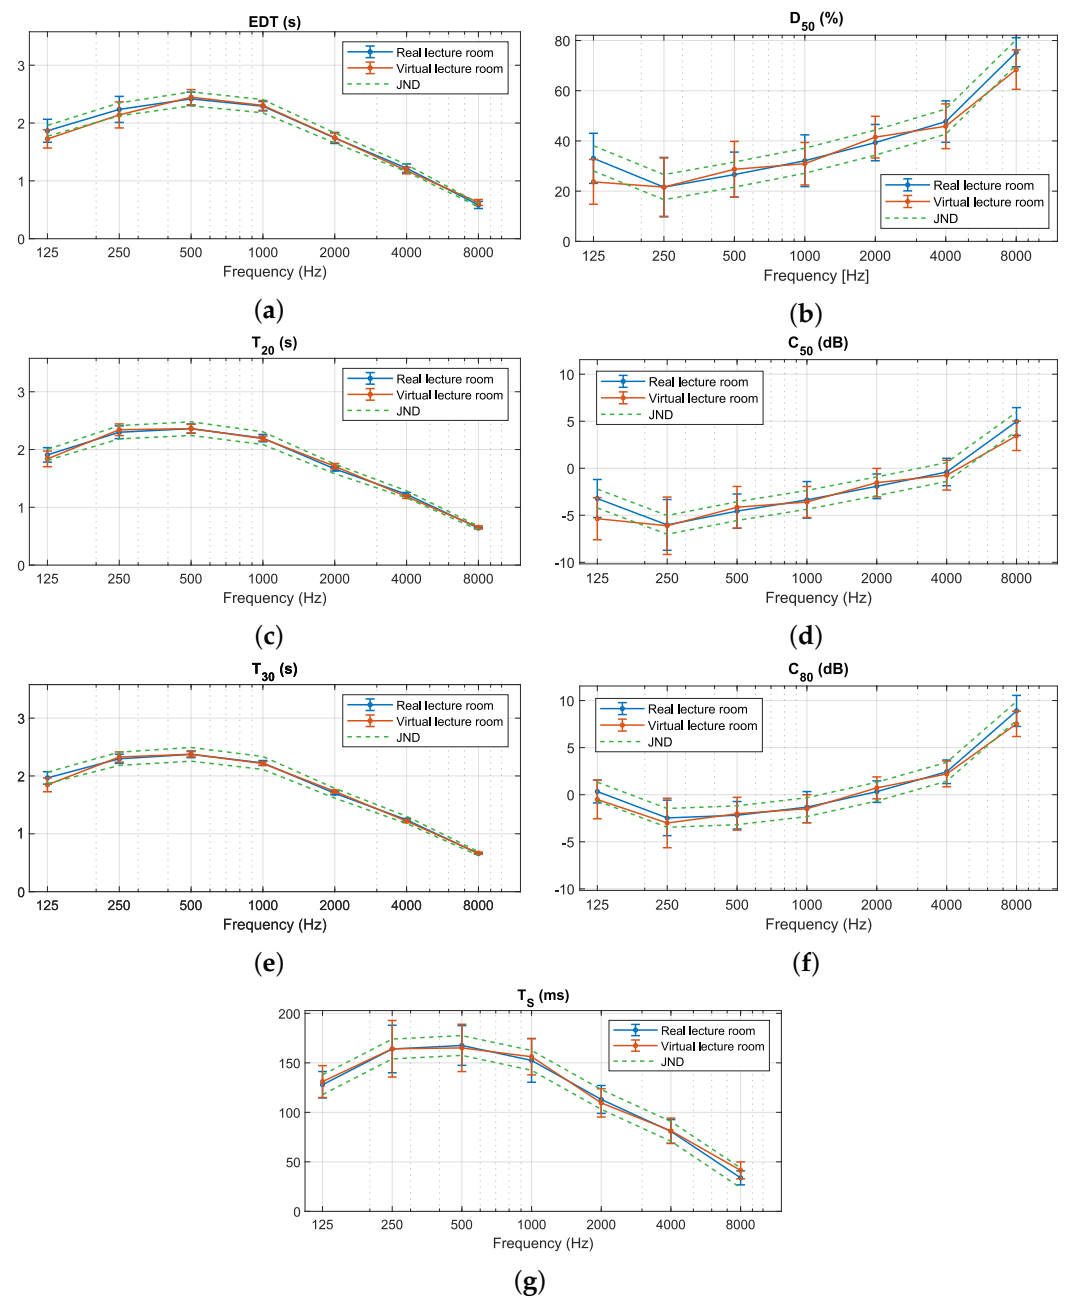 EDT (s)
Real lecture room
Virtual lecture room
JND
3
2
1
0
125 250 500 1000 2000 4000 8000
Frequency (Hz)
(a)
D50 (%)
80
60
40
20
0
Real lecture room
Virtual lecture room
JND
125 250 500 1000 2000 4000 8000
Frequency [Hz]
(b)
T20 (s)
Real lecture room
Virtual lecture room
JND
3
2
1
0
125 250 500 1000 2000 4000 8000
Frequency (Hz)
(c)
C50 (dB)
Real lecture room
Virtual lecture room
JND
10
5
0
-5
-10
125 250 500 1000 2000 4000 8000
Frequency (Hz)
(d)
T30 (s)
Real lecture room
Virtual lecture room
JND
3
2
1
0
125 250 500 1000 2000 4000 8000
Frequency (Hz)
(e)
C80 (dB)
Real lecture room
Virtual lecture room
JND
10
5
0
-5
-10
125 250 500 1000 2000 4000 8000
Frequency (Hz)
(f)
TS (ms)
Real lecture room
Virtual lecture room
JND
200
150
100
50
0
125 250 500 1000 2000 4000 8000
Frequency (Hz)
(g)